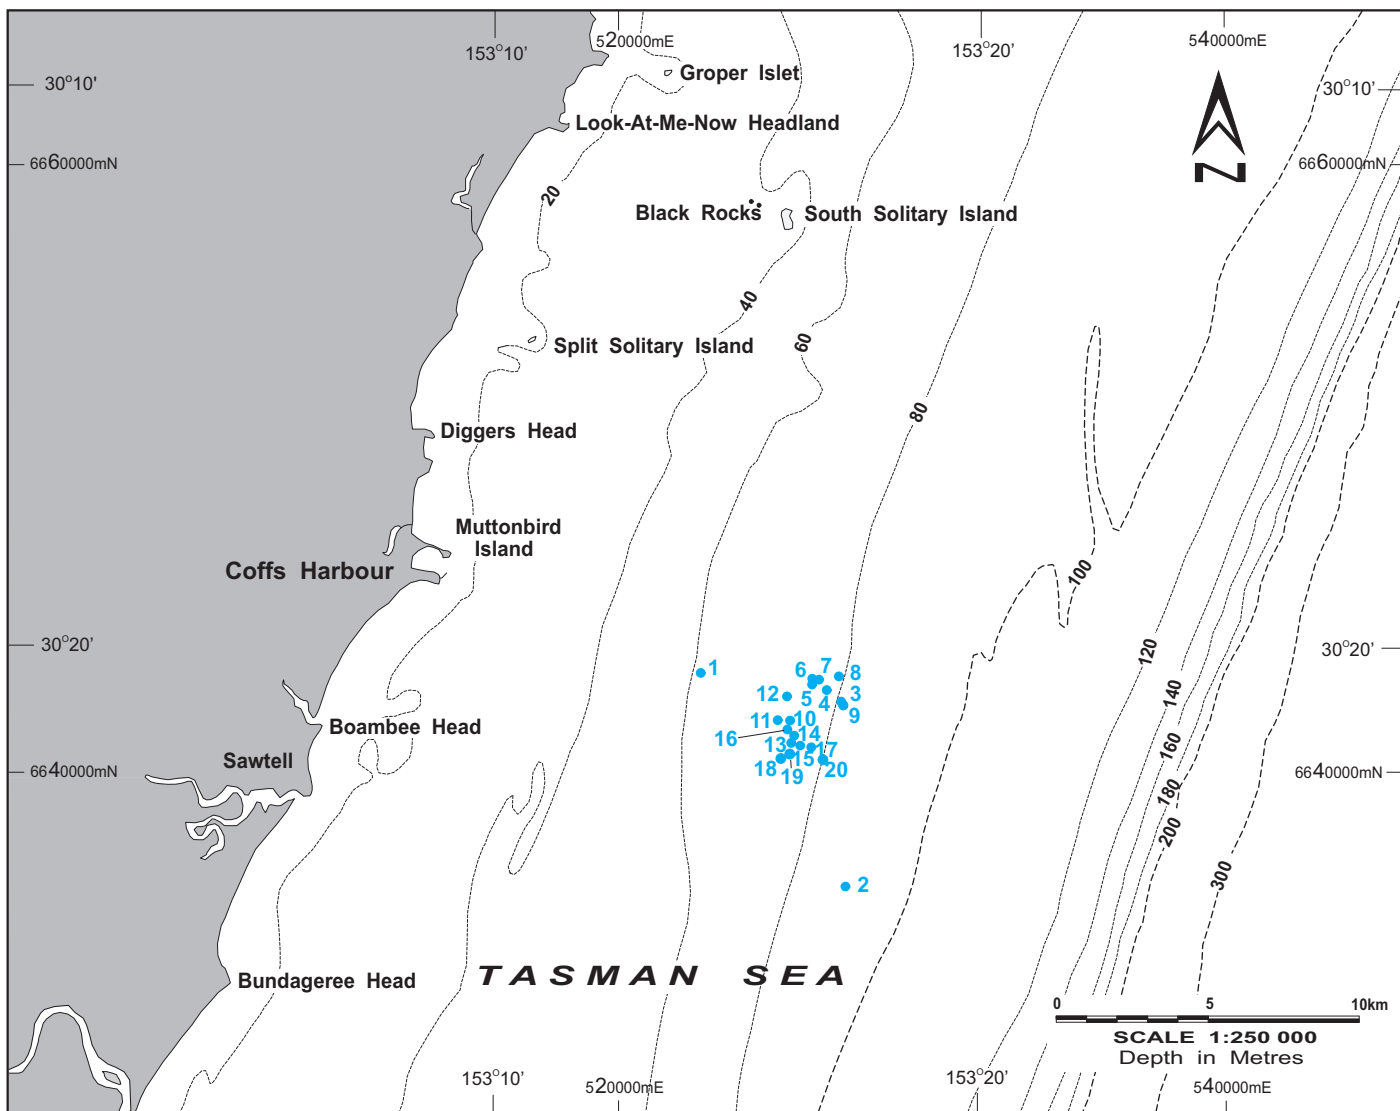 153°10'
520000mE
153°20'
540000mE
30°10'
Groper Islet
30°10'
Look-At-Me-Now Headland
6660000mN
6660000mN
20
N
Black Rocks
South Solitary Island
40
60
Split Solitary Island
80
Diggers Head
Muttonbird
Island
Coffs Harbour
100
30°20'
30°20'
120
1
6
7
8
12
5
4
3
140
9
11
10
Boambee Head
16
14
160
13
17
Sawtell
18
15
20
19
6640000mN
6640000mN
180
200
300
2
TASMAN SEA
Bundageree Head
0
5
10km
SCALE 1:250 000
Depth in Metres
153°10'
520000mE
153°20'
540000mE